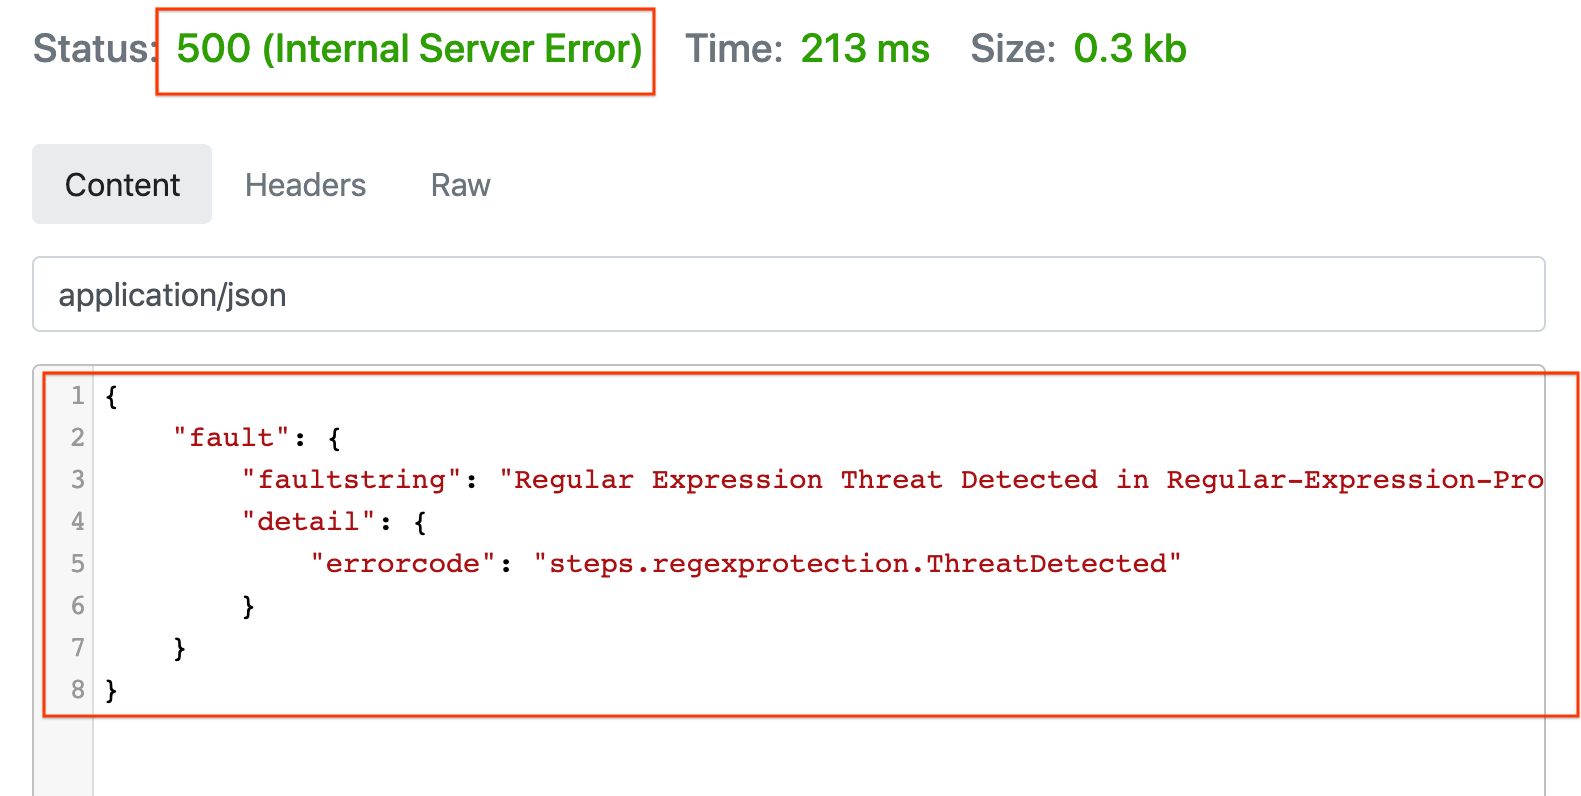 Status: 500 (Internal Server Error) Time: 213 ms Size: 0.3 kb
Content Headers Raw
application/json
1 {
2 "fault": {
3 "faultstring": "Regular Expression Threat Detected in Regular-Expression-Pro
4 "detail": {
5 "errorcode": "steps.regexprotection.ThreatDetected"
6 }
7 }
8 }